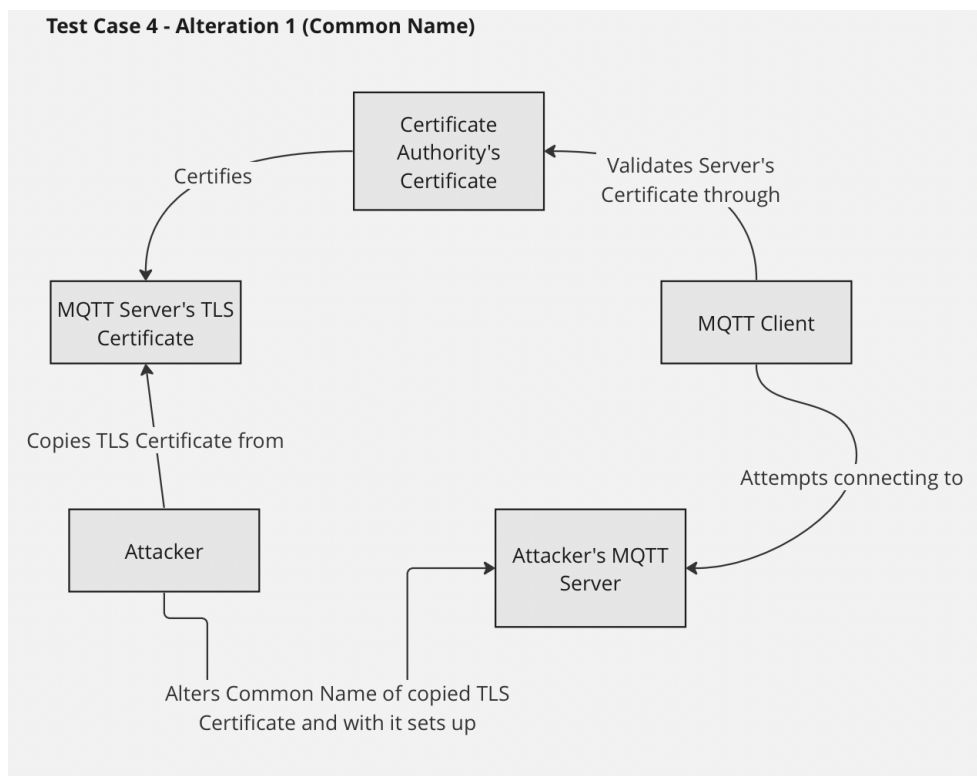 Test Case 4 - Alteration 1 (Common Name)
Certificate
Authority's
Certificate
Certifies
Validates Server's
Certificate through
MQTT Server's TLS
Certificate
MQTT Client
Copies TLS Certificate from
Attempts connecting to
Attacker
Attacker's MQTT
Server
Alters Common Name of copied TLS
Certificate and with it sets up